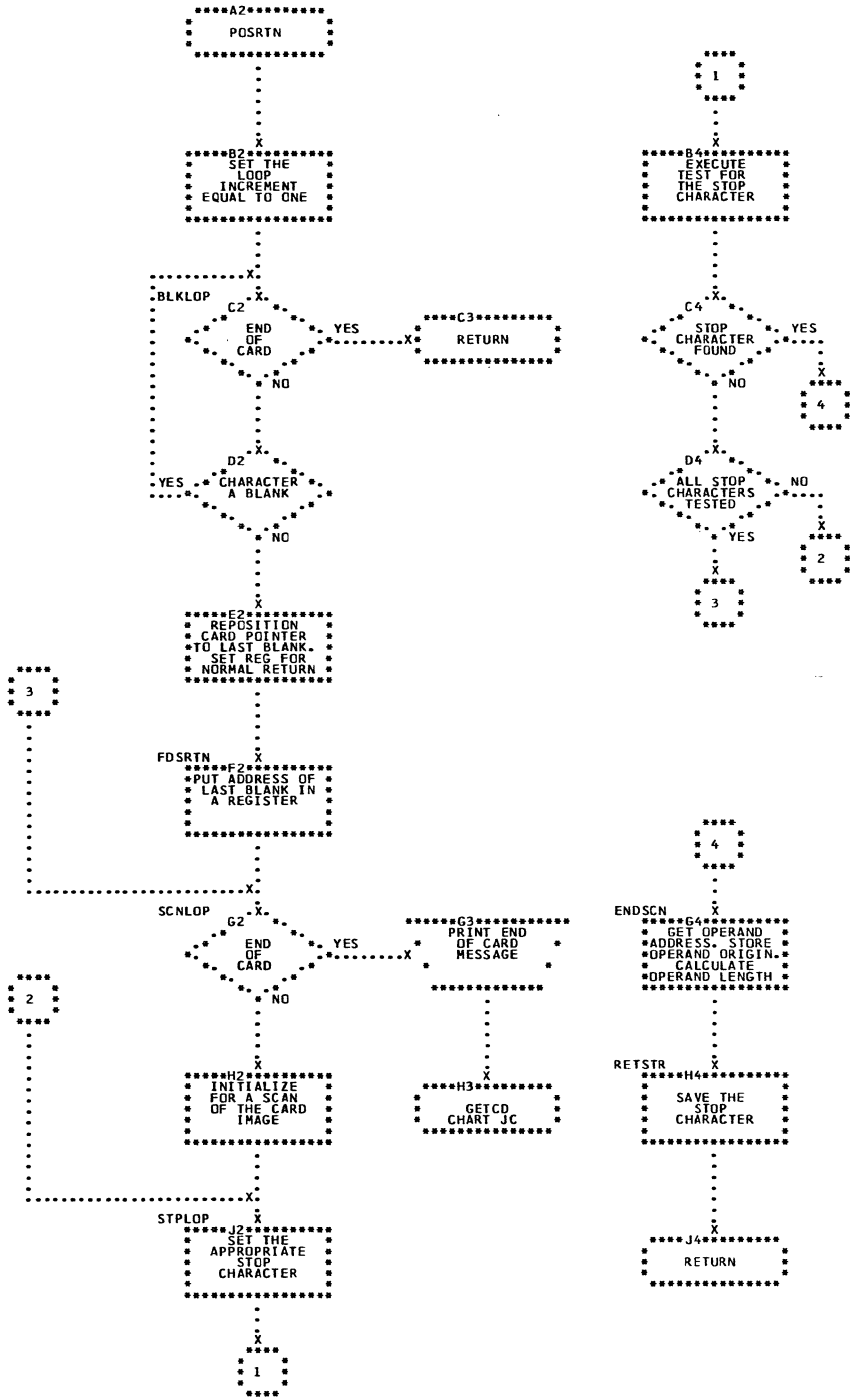 A2
POSRTN
B2
SET THE
LOOP
INCREMENT
EQUAL TO ONE
BLKLOP
C2
END
OF
CARD
YES
NO
C3
RETURN
D2
CHARACTER
A BLANK
YES
NO
E2
REPOSITION
CARD POINTER
TO LAST BLANK.
SET REG FOR
NORMAL RETURN
3
FDSRTN
F2
PUT ADDRESS OF
LAST BLANK IN
A REGISTER
SCNLOP
G2
END
OF
CARD
YES
NO
G3
PRINT END
OF CARD
MESSAGE
2
H2
INITIALIZE
FOR A SCAN
OF THE CARD
IMAGE
H3
GETCD
CHART JC
STPLOP
J2
SET THE
APPROPRIATE
STOP
CHARACTER
1
1
B4
EXECUTE
TEST FOR
THE STOP
CHARACTER
C4
STOP
CHARACTER
FOUND
YES
NO
4
D4
ALL STOP
CHARACTERS
TESTED
NO
YES
2
3
4
ENDSCN
G4
GET OPERAND
ADDRESS. STORE
OPERAND ORIGIN.
CALCULATE
OPERAND LENGTH
RETSTR
H4
SAVE THE
STOP
CHARACTER
J4
RETURN